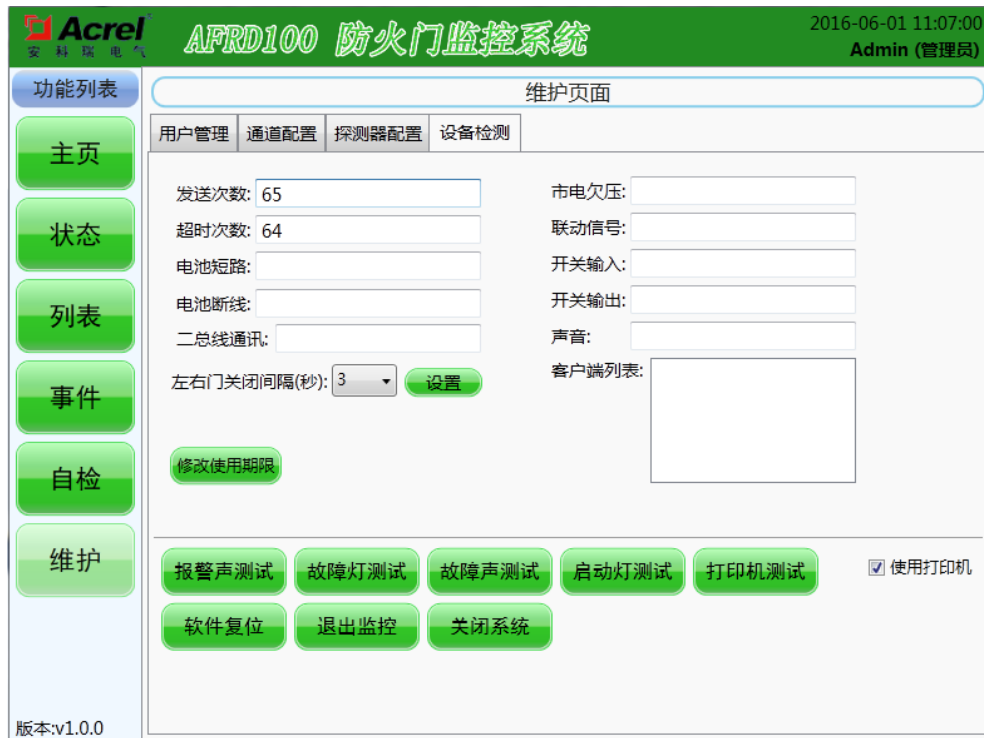 Acrel
安科瑞电气
AFRD100 防火门监控系统
2016-06-01 11:07:00
Admin (管理员)
功能列表
主页
状态
列表
事件
自检
维护
版本:v1.0.0
维护页面
用户管理 通道配置 探测器配置 设备检测
发送次数: 65
超时次数: 64
电池短路:
电池断线:
二总线通讯:
左右门关闭间隔(秒): 3 设置
修改使用期限
市电欠压:
联动信号:
开关输入:
开关输出:
声音:
客户端列表:
报警声测试 故障灯测试 故障声测试 启动灯测试 打印机测试 使用打印机
软件复位 退出监控 关闭系统